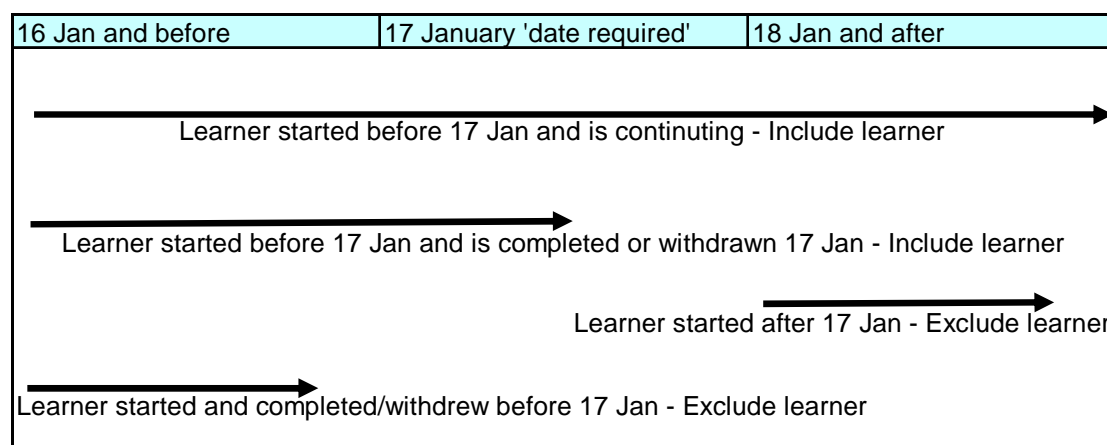 16 Jan and before 17 January 'date required' 18 Jan and after
Learner started before 17 Jan and is continuting - Include learner
Learner started before 17 Jan and is completed or withdrawn 17 Jan - Include learner
Learner started after 17 Jan - Exclude learner
Learner started and completed/withdrew before 17 Jan - Exclude learner